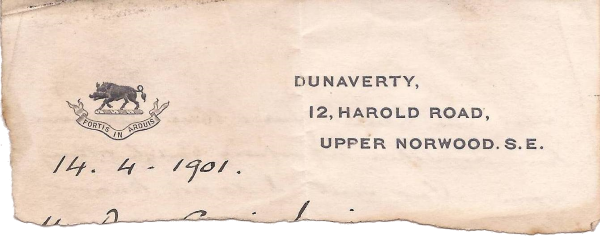 DUNAVERTY,
12, HAROLD ROAD,
UPPER NORWOOD. S.E.
FORTIS IN ARDUIS
14. 4 - 1901.